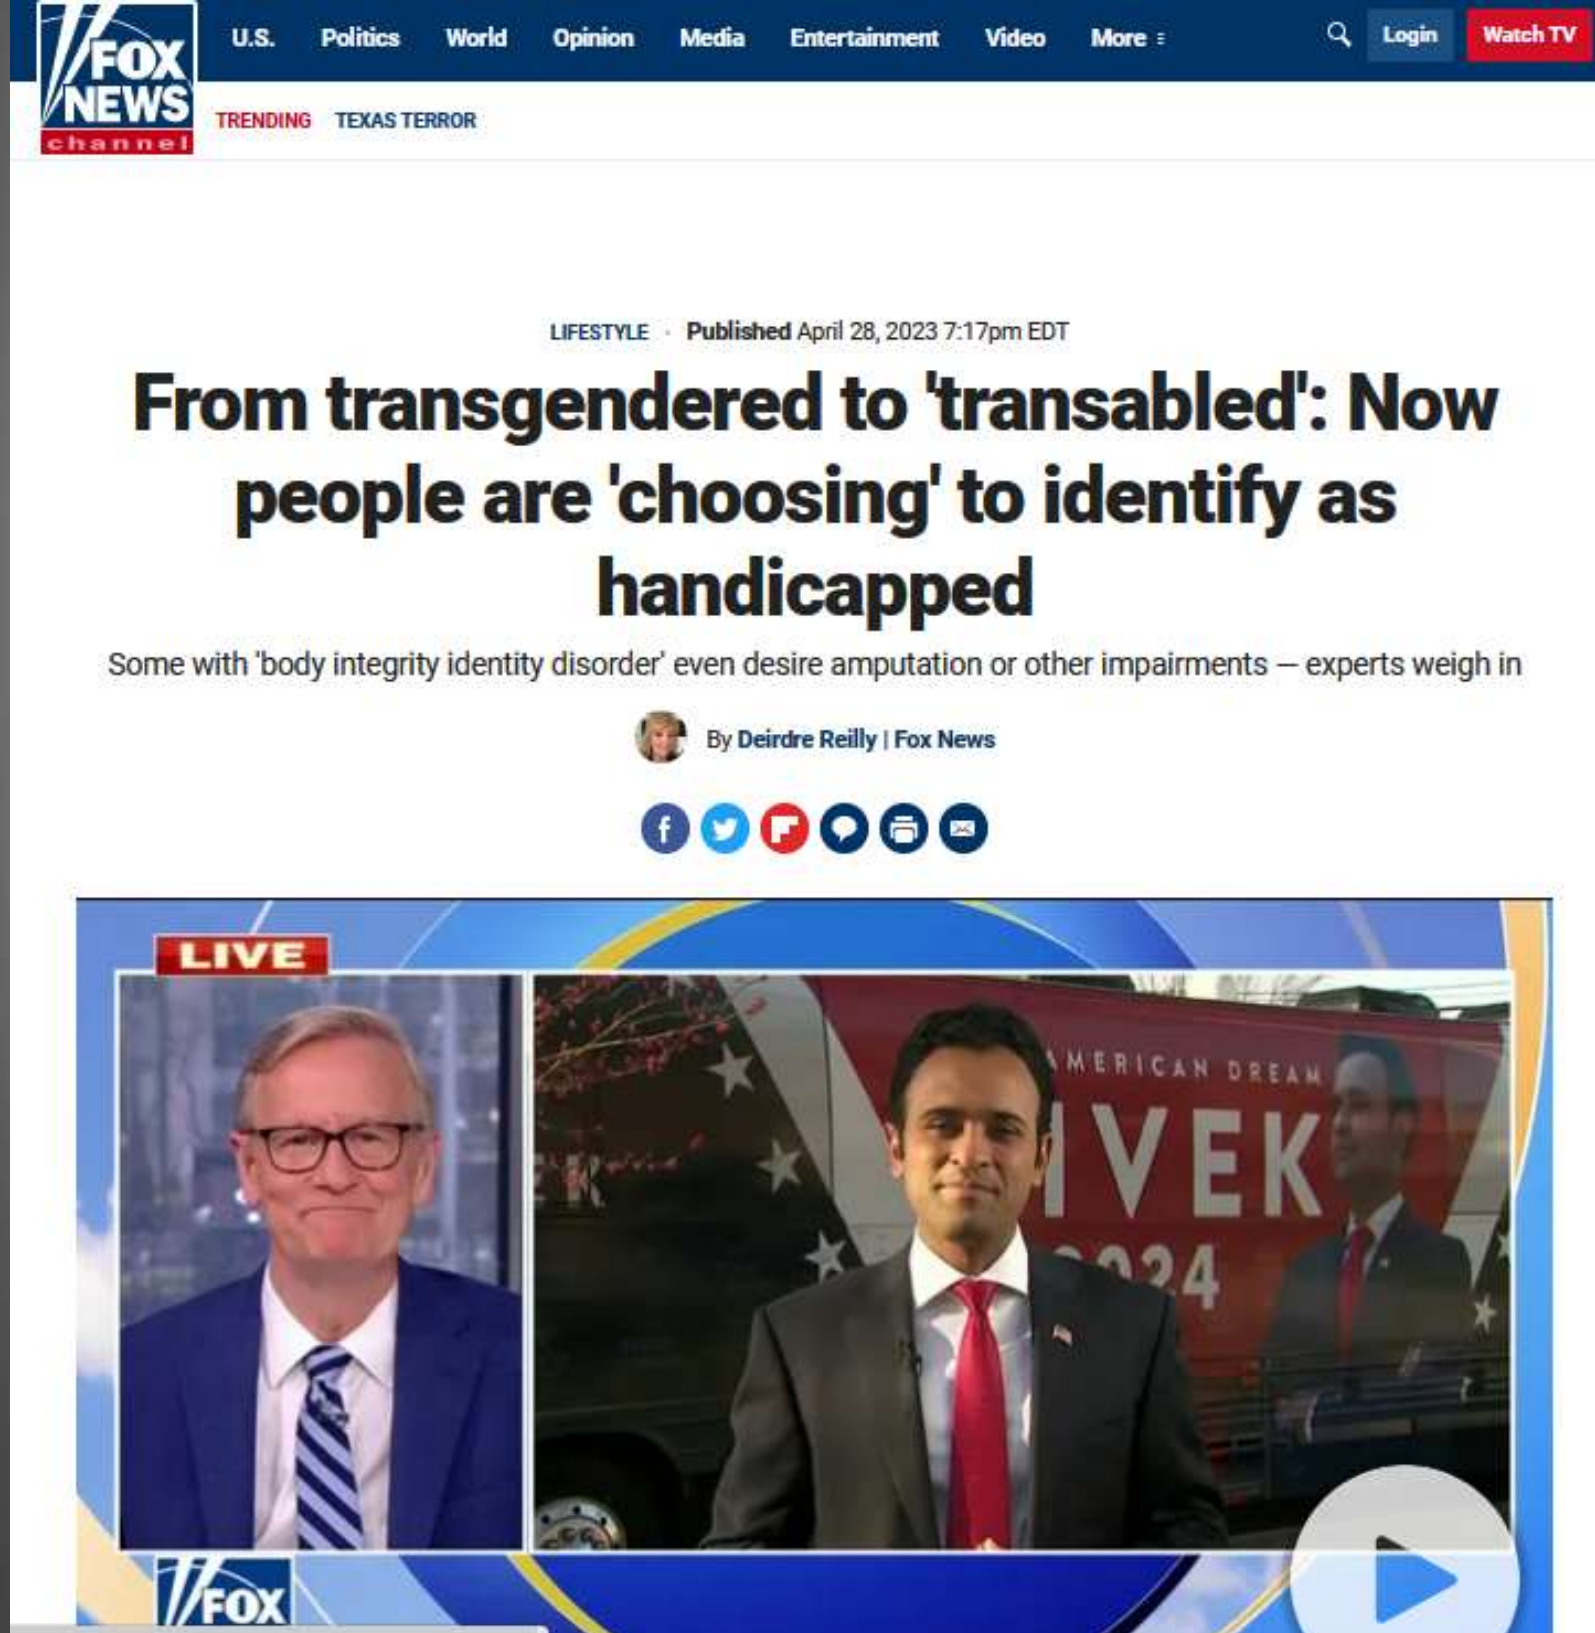 U.S. Politics World Opinion Media Entertainment Video More Login Watch TV
FOX
NEWS
channel
TRENDING TEXAS TERROR
LIFESTYLE · Published April 28, 2023 7:17pm EDT
From transgendered to 'transabled': Now
people are 'choosing' to identify as
handicapped
Some with 'body integrity identity disorder' even desire amputation or other impairments — experts weigh in
By Deirdre Reilly | Fox News
LIVE
AMERICAN DREAM
IVEK
EK
2024
FOX